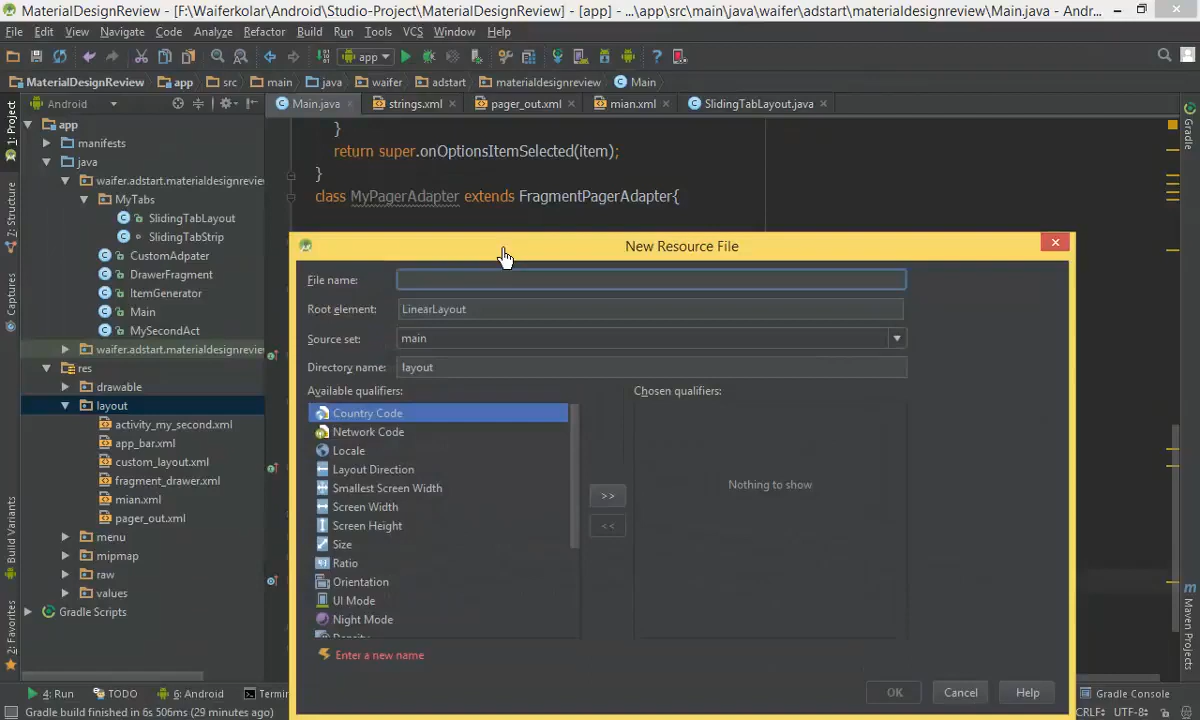 MaterialDesignReview - [F:\Waiferkolar\Android\Studio-Project\MaterialDesignReview] - [app] - ...\app\src\main\java\waifer\adstart\materialdesignreview\Main.java - Andr...
File Edit View Navigate Code Analyze Refactor Build Run Tools VCS Window Help
app
MaterialDesignReview app src main java waifer adstart materialdesignreview Main
1: Project
Android
Main.java strings.xml pager_out.xml mian.xml SlidingTabLayout.java
Gradle
app
manifests
java
waifer.adstart.materialdesignrevie
MyTabs
SlidingTabLayout
SlidingTabStrip
CustomAdpater
DrawerFragment
ItemGenerator
Main
MySecondAct
waifer.adstart.materialdesignrevie
res
drawable
layout
activity_my_second.xml
app_bar.xml
custom_layout.xml
fragment_drawer.xml
mian.xml
pager_out.xml
menu
mipmap
raw
values
Gradle Scripts
7: Structure
Captures
Build Variants
2: Favorites
}
return super.onOptionsItemSelected(item);
}
class MyPagerAdapter extends FragmentPagerAdapter{
New Resource File
File name:
Root element: LinearLayout
Source set: main
Directory name: layout
Available qualifiers: Chosen qualifiers:
Country Code
Network Code
Locale
Layout Direction
Smallest Screen Width
Screen Width
Screen Height
Size
Ratio
Orientation
UI Mode
Night Mode
Density
>>
<<
Nothing to show
Enter a new name
OK Cancel Help
Maven Projects
4: Run TODO 6: Android Termi Gradle Console
Gradle build finished in 6s 506ms (29 minutes ago) CRLF UTF-8